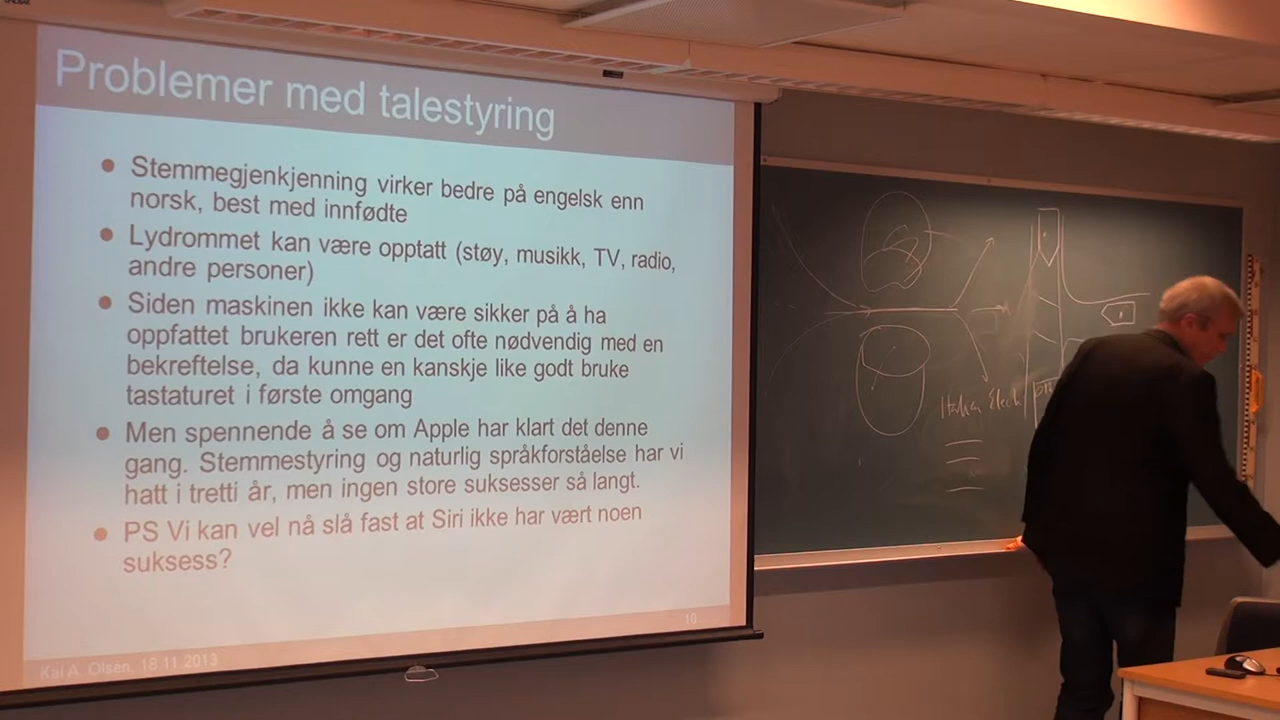 Problemer med talestyring
Stemmegjenkjenning virker bedre på engelsk enn
norsk, best med innfødte
Lydrommet kan være opptatt (støy, musikk, TV, radio,
andre personer)
Siden maskinen ikke kan være sikker på å ha
oppfattet brukeren rett er det ofte nødvendig med en
bekreftelse, da kunne en kanskje like godt bruke
tastaturet i første omgang
Men spennende å se om Apple har klart det denne
gang. Stemmestyring og naturlig språkforståelse har vi
hatt i tretti år, men ingen store suksesser så langt.
PS Vi kan vel nå slå fast at Siri ikke har vært noen
suksess?
Kai A. Olsen, 18.11.2013
10